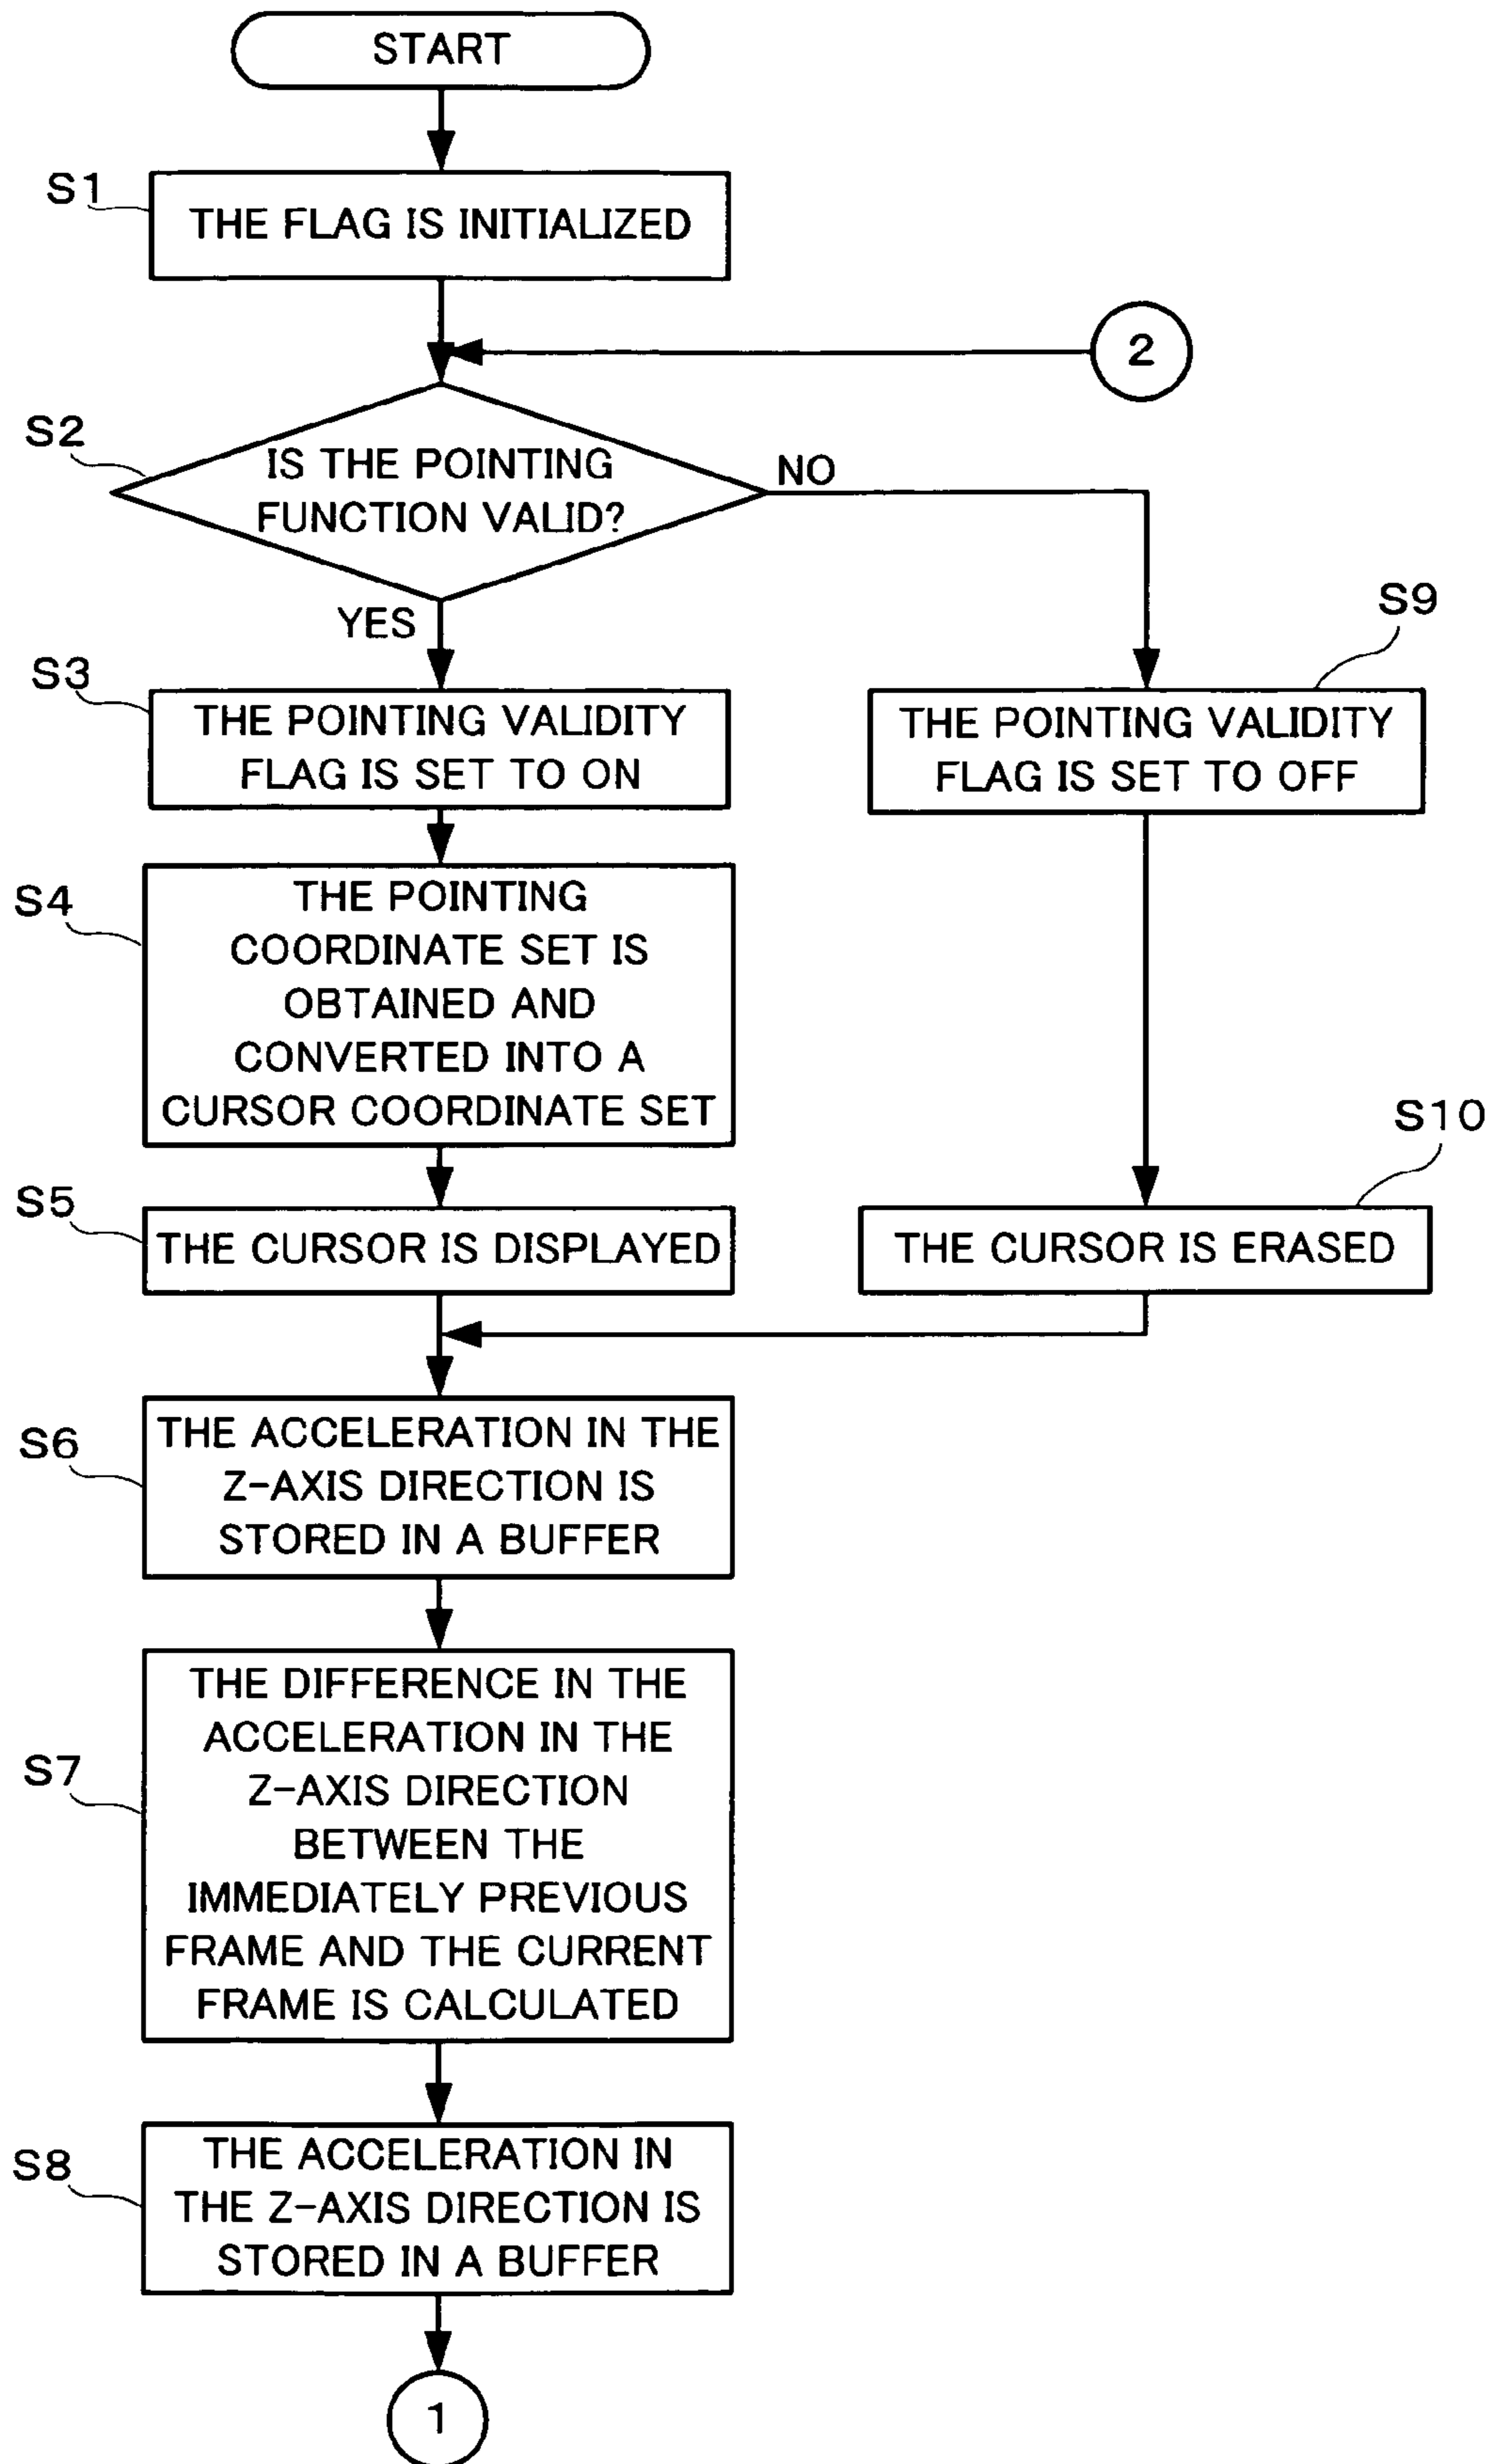 START
S1
THE FLAG IS INITIALIZED
2
S2
IS THE POINTING
FUNCTION VALID?
NO
YES
S3
THE POINTING VALIDITY
FLAG IS SET TO ON
S9
THE POINTING VALIDITY
FLAG IS SET TO OFF
S4
THE POINTING
COORDINATE SET IS
OBTAINED AND
CONVERTED INTO A
CURSOR COORDINATE SET
S5
THE CURSOR IS DISPLAYED
S10
THE CURSOR IS ERASED
S6
THE ACCELERATION IN THE
Z-AXIS DIRECTION IS
STORED IN A BUFFER
S7
THE DIFFERENCE IN THE
ACCELERATION IN THE
Z-AXIS DIRECTION
BETWEEN THE
IMMEDIATELY PREVIOUS
FRAME AND THE CURRENT
FRAME IS CALCULATED
S8
THE ACCELERATION IN
THE Z-AXIS DIRECTION IS
STORED IN A BUFFER
1